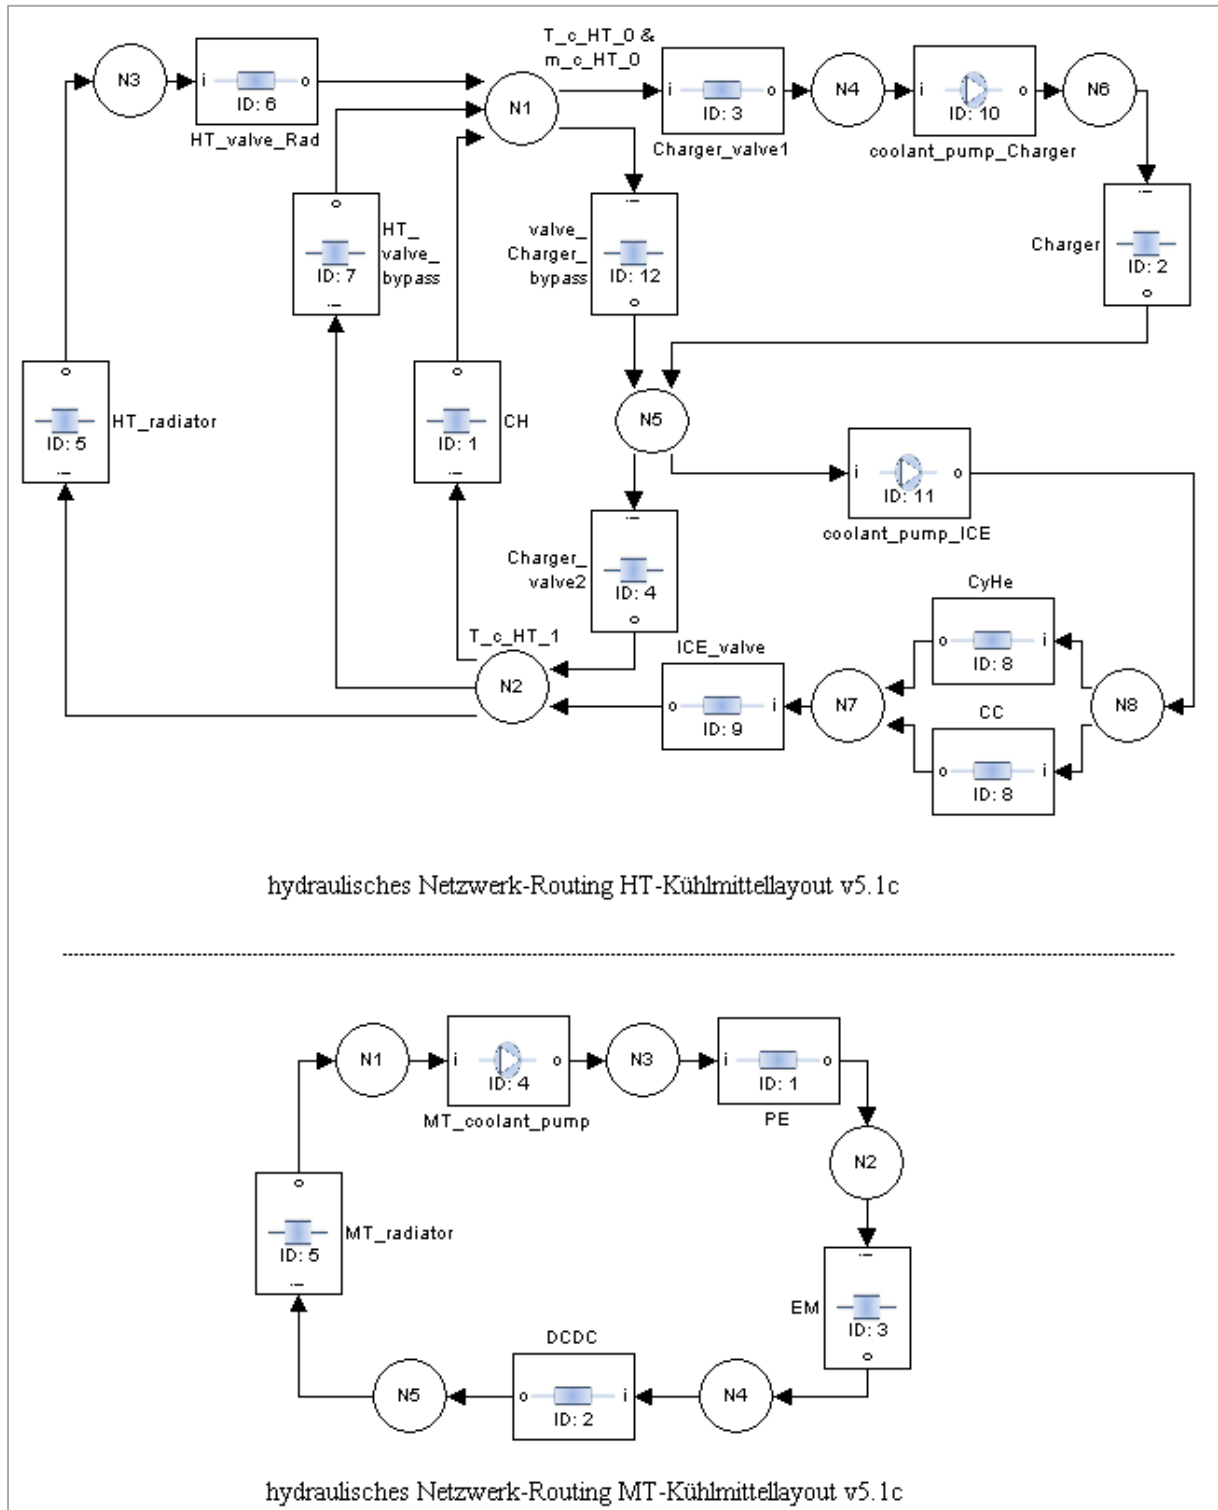 T_c_HT_0 &
m_c_HT_0
N3
i o
ID: 6
HT_valve_Rad
N1
i o
ID: 3
Charger_valve1
N4
i o
ID: 10
coolant_pump_Charger
N6
o
ID: 7
i
HT_
valve_
bypass
valve_
Charger_
bypass
i
ID: 12
o
Charger
i
ID: 2
o
o
ID: 5
i
HT_radiator
o
ID: 1
i
CH
N5
i o
ID: 11
coolant_pump_ICE
Charger_
valve2
i
ID: 4
o
CyHe
o i
ID: 8
T_c_HT_1
N2
ICE_valve
o i
ID: 9
N7
N8
CC
o i
ID: 8
hydraulisches Netzwerk-Routing HT-Kühlmittellayout v5.1c
N1
i o
ID: 4
MT_coolant_pump
N3
i o
ID: 1
PE
N2
o
ID: 5
i
MT_radiator
EM
i
ID: 3
o
DCDC
N5
o i
ID: 2
N4
hydraulisches Netzwerk-Routing MT-Kühlmittellayout v5.1c